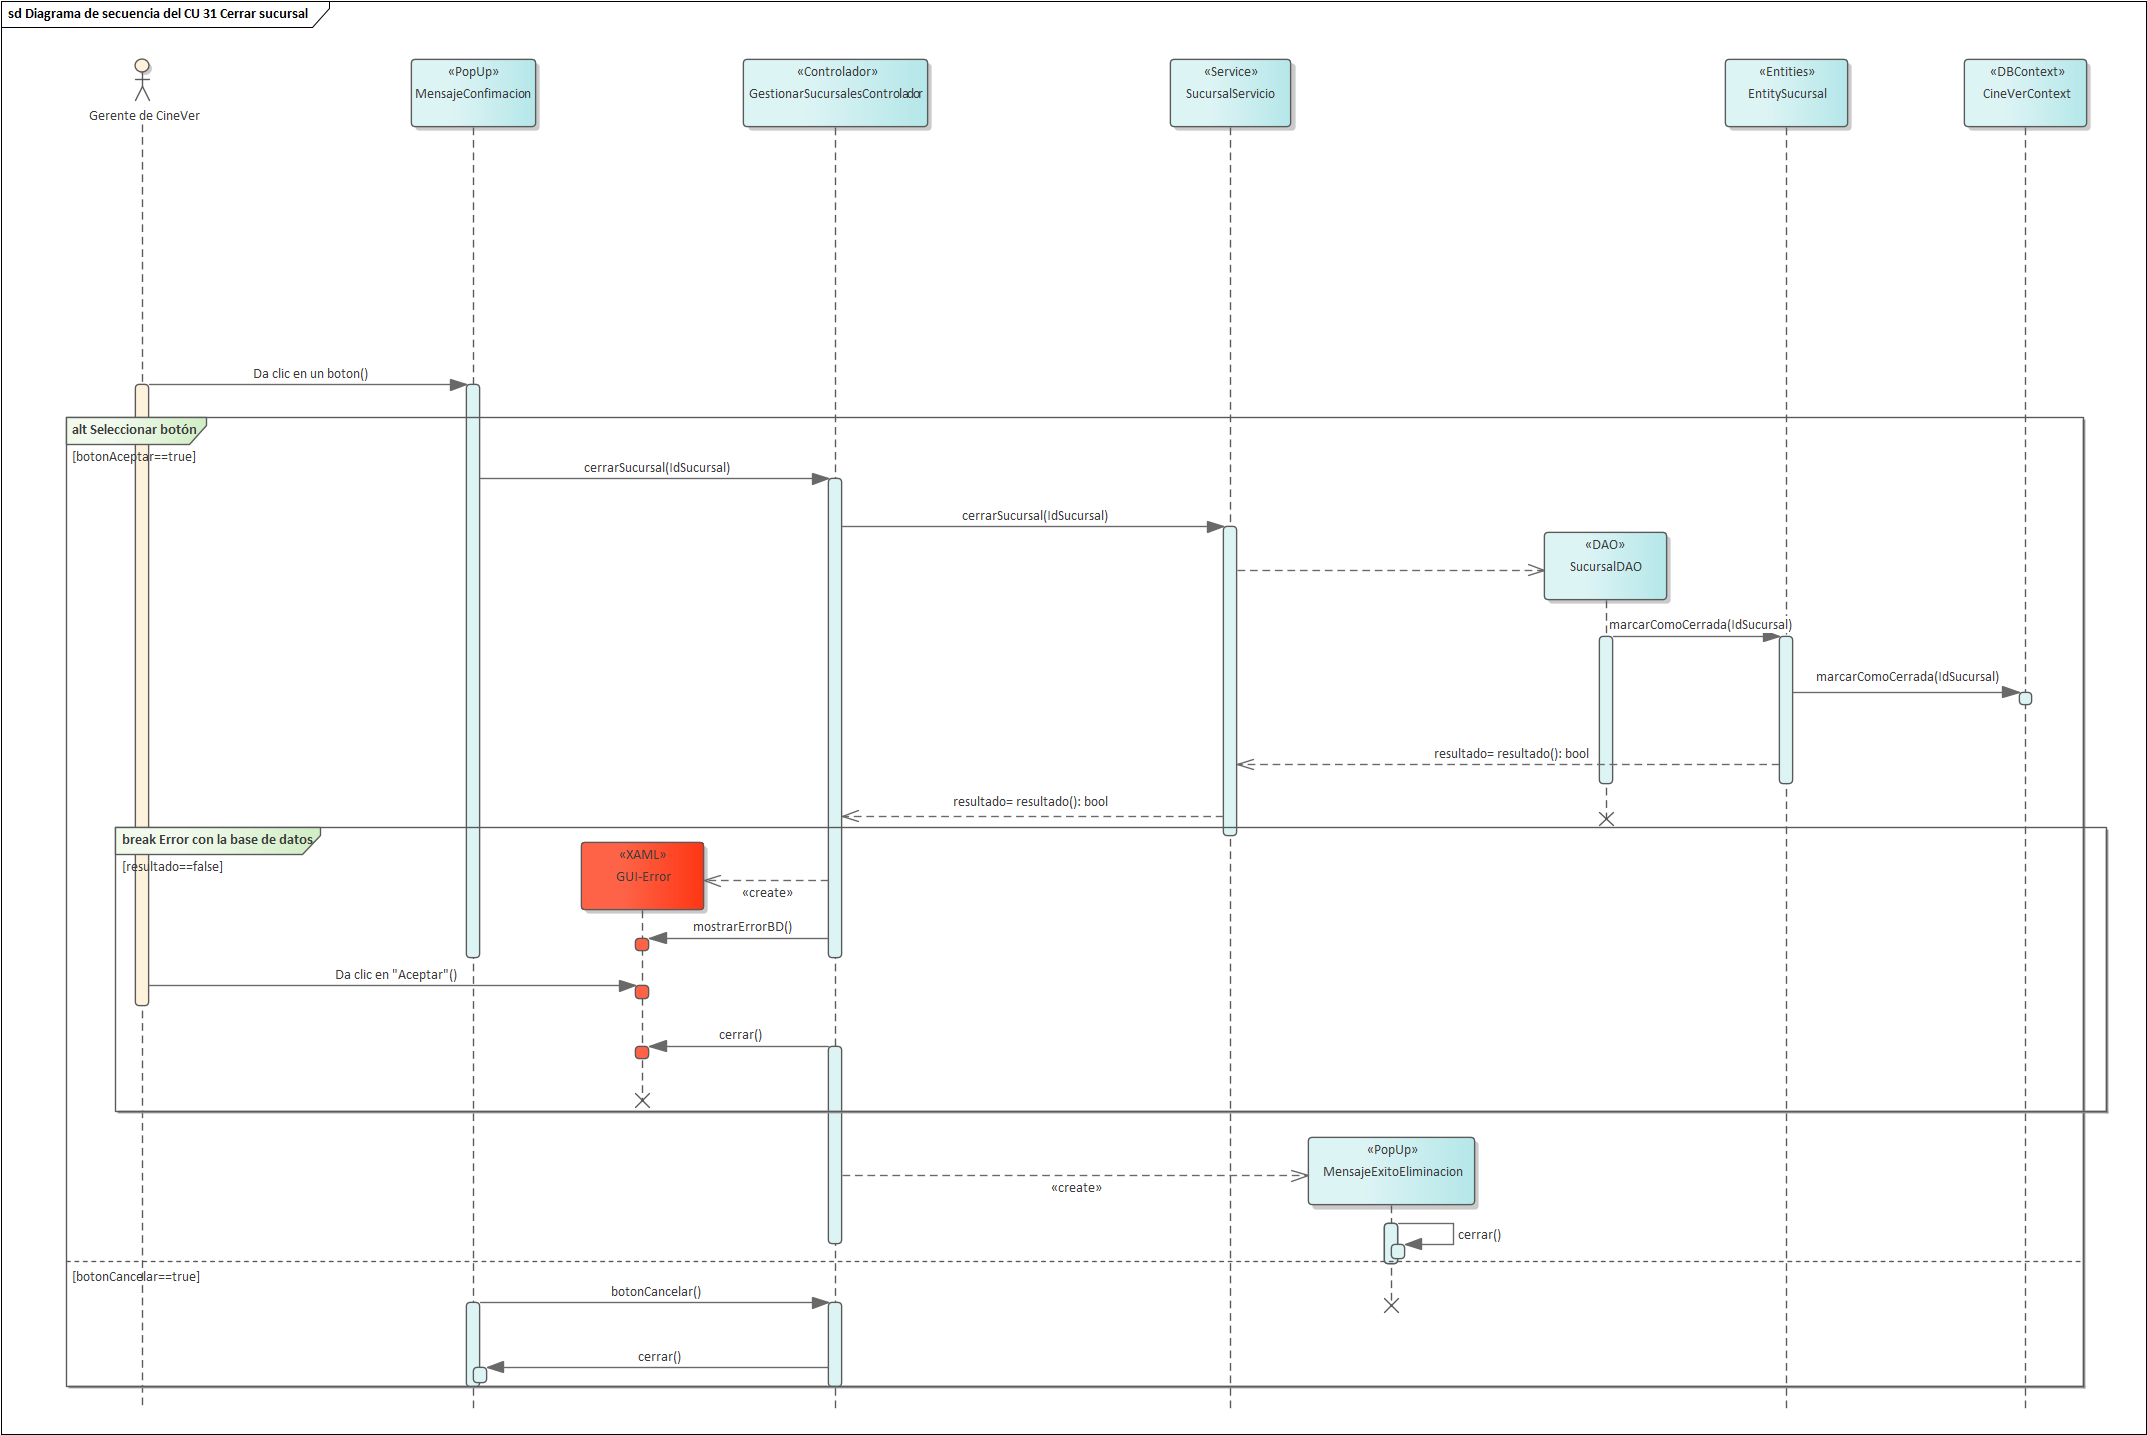 sd Diagrama de secuencia del CU 31 Cerrar sucursal
Gerente de CineVer
«PopUp»
MensajeConfimacion
«Controlador»
GestionarSucursalesControlador
«Service»
SucursalServicio
«Entities»
EntitySucursal
«DBContext»
CineVerContext
Da clic en un boton()
alt Seleccionar botón
[botonAceptar==true]
cerrarSucursal(IdSucursal)
cerrarSucursal(IdSucursal)
«DAO»
SucursalDAO
marcarComoCerrada(IdSucursal)
marcarComoCerrada(IdSucursal)
resultado= resultado(): bool
resultado= resultado(): bool
break Error con la base de datos
[resultado==false]
«XAML»
GUI-Error
«create»
mostrarErrorBD()
Da clic en "Aceptar"()
cerrar()
«PopUp»
MensajeExitoEliminacion
«create»
cerrar()
[botonCancelar==true]
botonCancelar()
cerrar()